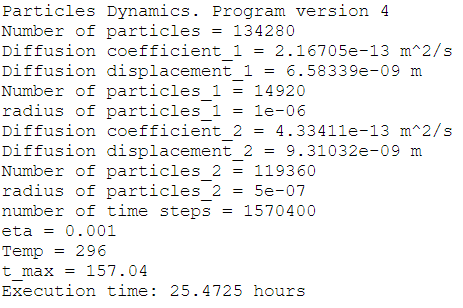 Particles Dynamics. Program version 4
Number of particles = 134280
Diffusion coefficient_1 = 2.16705e-13 m^2/s
Diffusion displacement_1 = 6.58339e-09 m
Number of particles_1 = 14920
radius of particles_1 = 1e-06
Diffusion coefficient_2 = 4.33411e-13 m^2/s
Diffusion displacement_2 = 9.31032e-09 m
Number of particles_2 = 119360
radius of particles_2 = 5e-07
number of time steps = 1570400
eta = 0.001
Temp = 296
t_max = 157.04
Execution time: 25.4725 hours